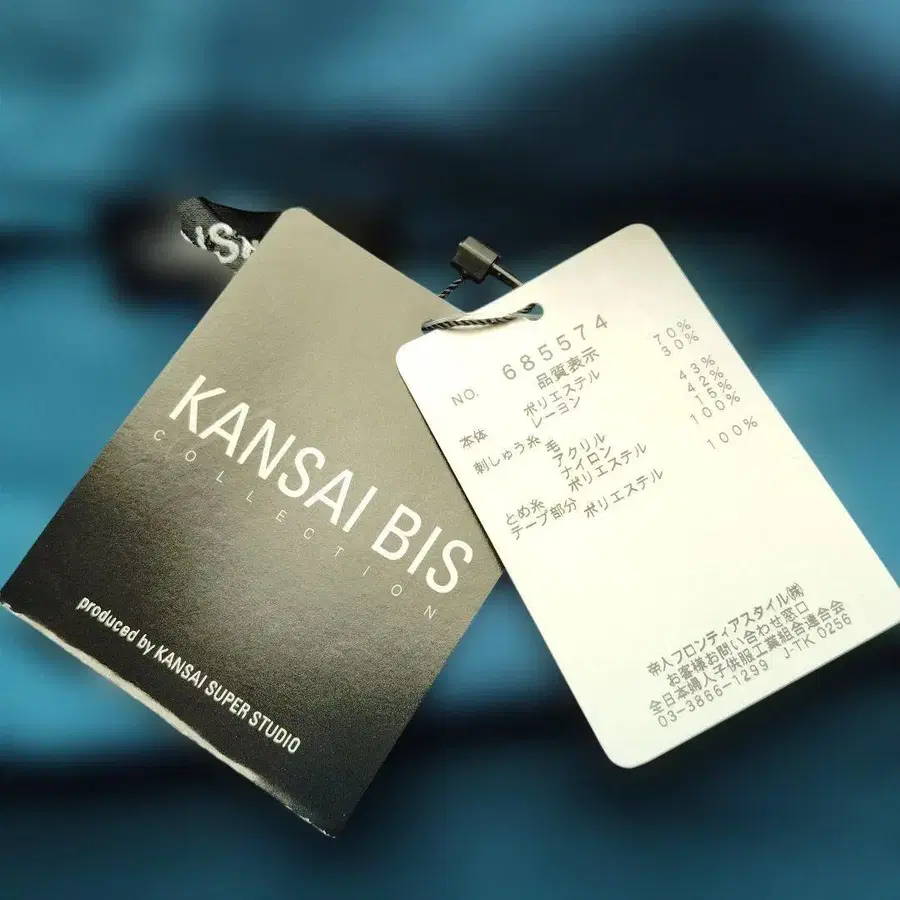 KANSAI BIS
COLLECTION
produced by KANSAI SUPER STUDIO
NO. 685574
品質表示
本体 ポリエステル 70%
レーヨン 30%
刺しゅう糸 毛 43%
アクリル 42%
ナイロン 15%
とめ糸 ポリエステル 100%
テープ部分 ポリエステル 100%
帝人フロンティアスタイル㈱
お客様お問い合わせ窓口
全日本婦人子供服工業組合連合会
03-3866-1299 J-TK 0256